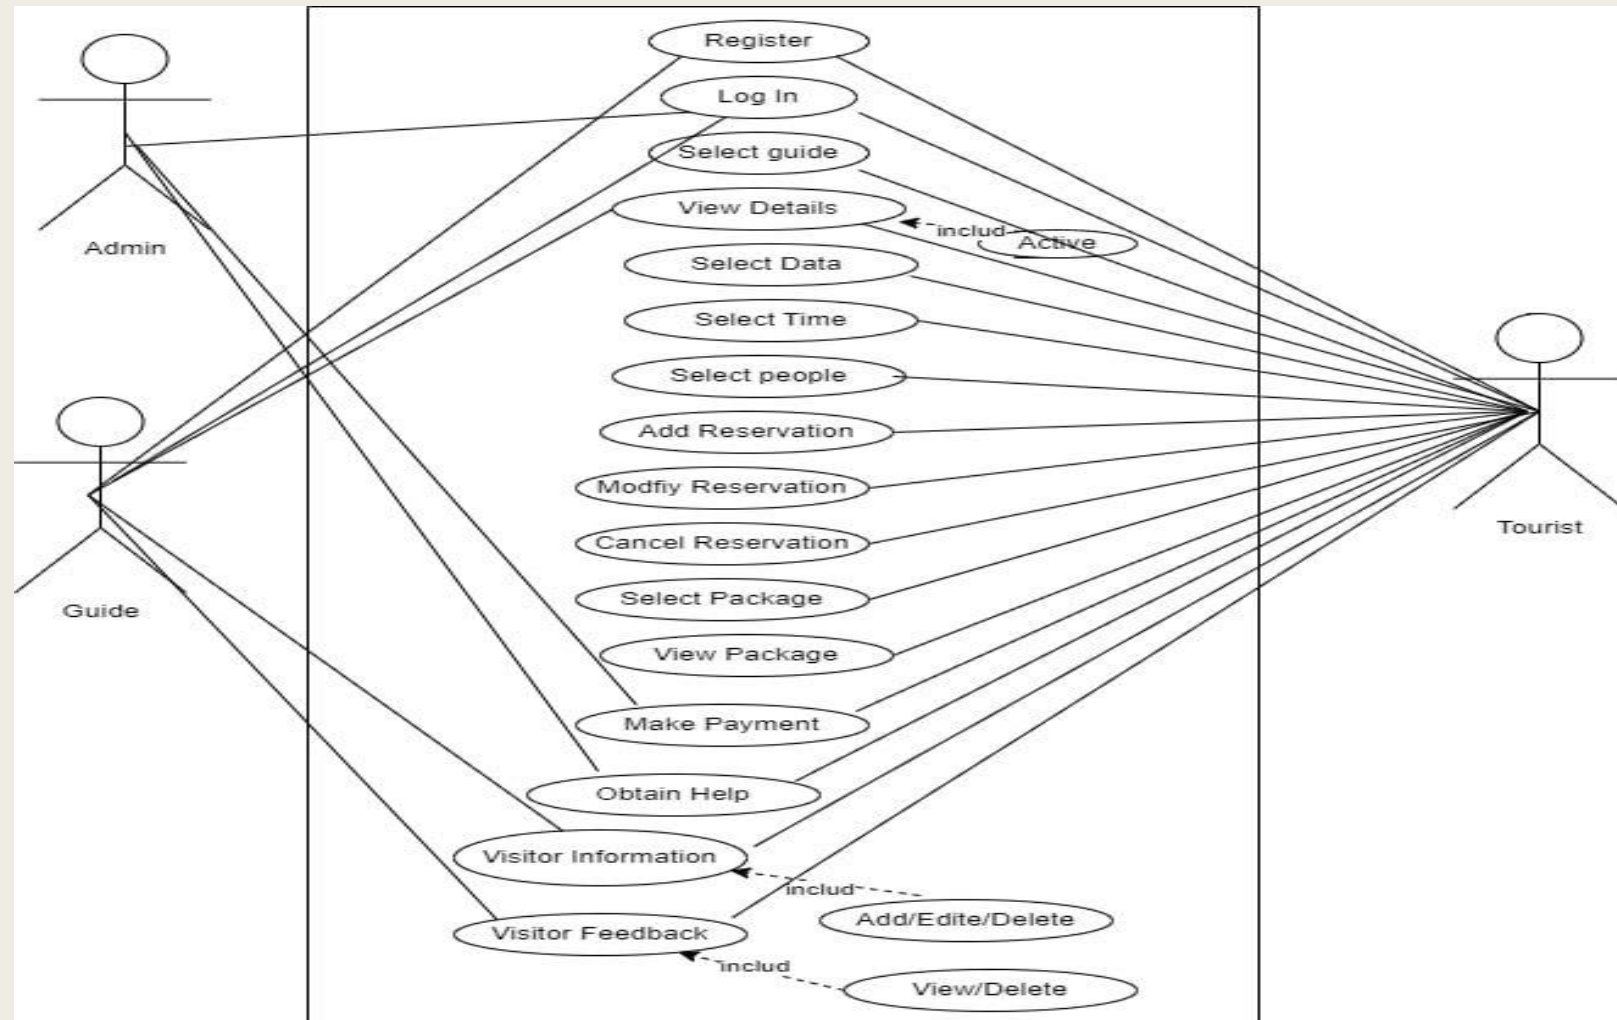 Register
Log In
Select guide
View Details
includ
Active
Admin
Select Data
Select Time
Select people
Add Reservation
Modfiy Reservation
Cancel Reservation
Tourist
Select Package
Guide
View Package
Make Payment
Obtain Help
Visitor Information
includ
Add/Edite/Delete
Visitor Feedback
includ
View/Delete